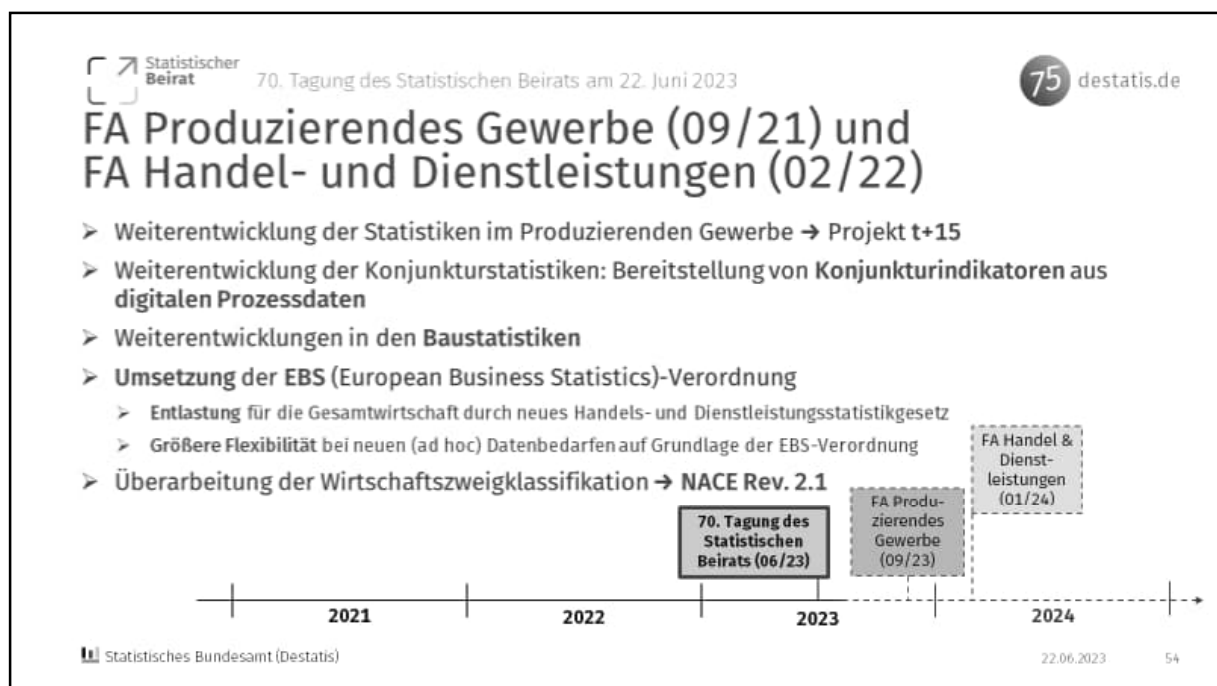 Statistischer
Beirat
70. Tagung des Statistischen Beirats am 22. Juni 2023
75 destatis.de
FA Produzierendes Gewerbe (09/21) und
FA Handel- und Dienstleistungen (02/22)
➢ Weiterentwicklung der Statistiken im Produzierenden Gewerbe → Projekt t+15
➢ Weiterentwicklung der Konjunkturstatistiken: Bereitstellung von Konjunkturindikatoren aus
digitalen Prozessdaten
➢ Weiterentwicklungen in den Baustatistiken
➢ Umsetzung der EBS (European Business Statistics)-Verordnung
➢ Entlastung für die Gesamtwirtschaft durch neues Handels- und Dienstleistungsstatistikgesetz
➢ Größere Flexibilität bei neuen (ad hoc) Datenbedarfen auf Grundlage der EBS-Verordnung
➢ Überarbeitung der Wirtschaftszweigklassifikation → NACE Rev. 2.1
70. Tagung des
Statistischen
Beirats (06/23)
FA Produ-
zierendes
Gewerbe
(09/23)
FA Handel &
Dienst-
leistungen
(01/24)
2021
2022
2023
2024
Statistisches Bundesamt (Destatis)
22.06.2023
54